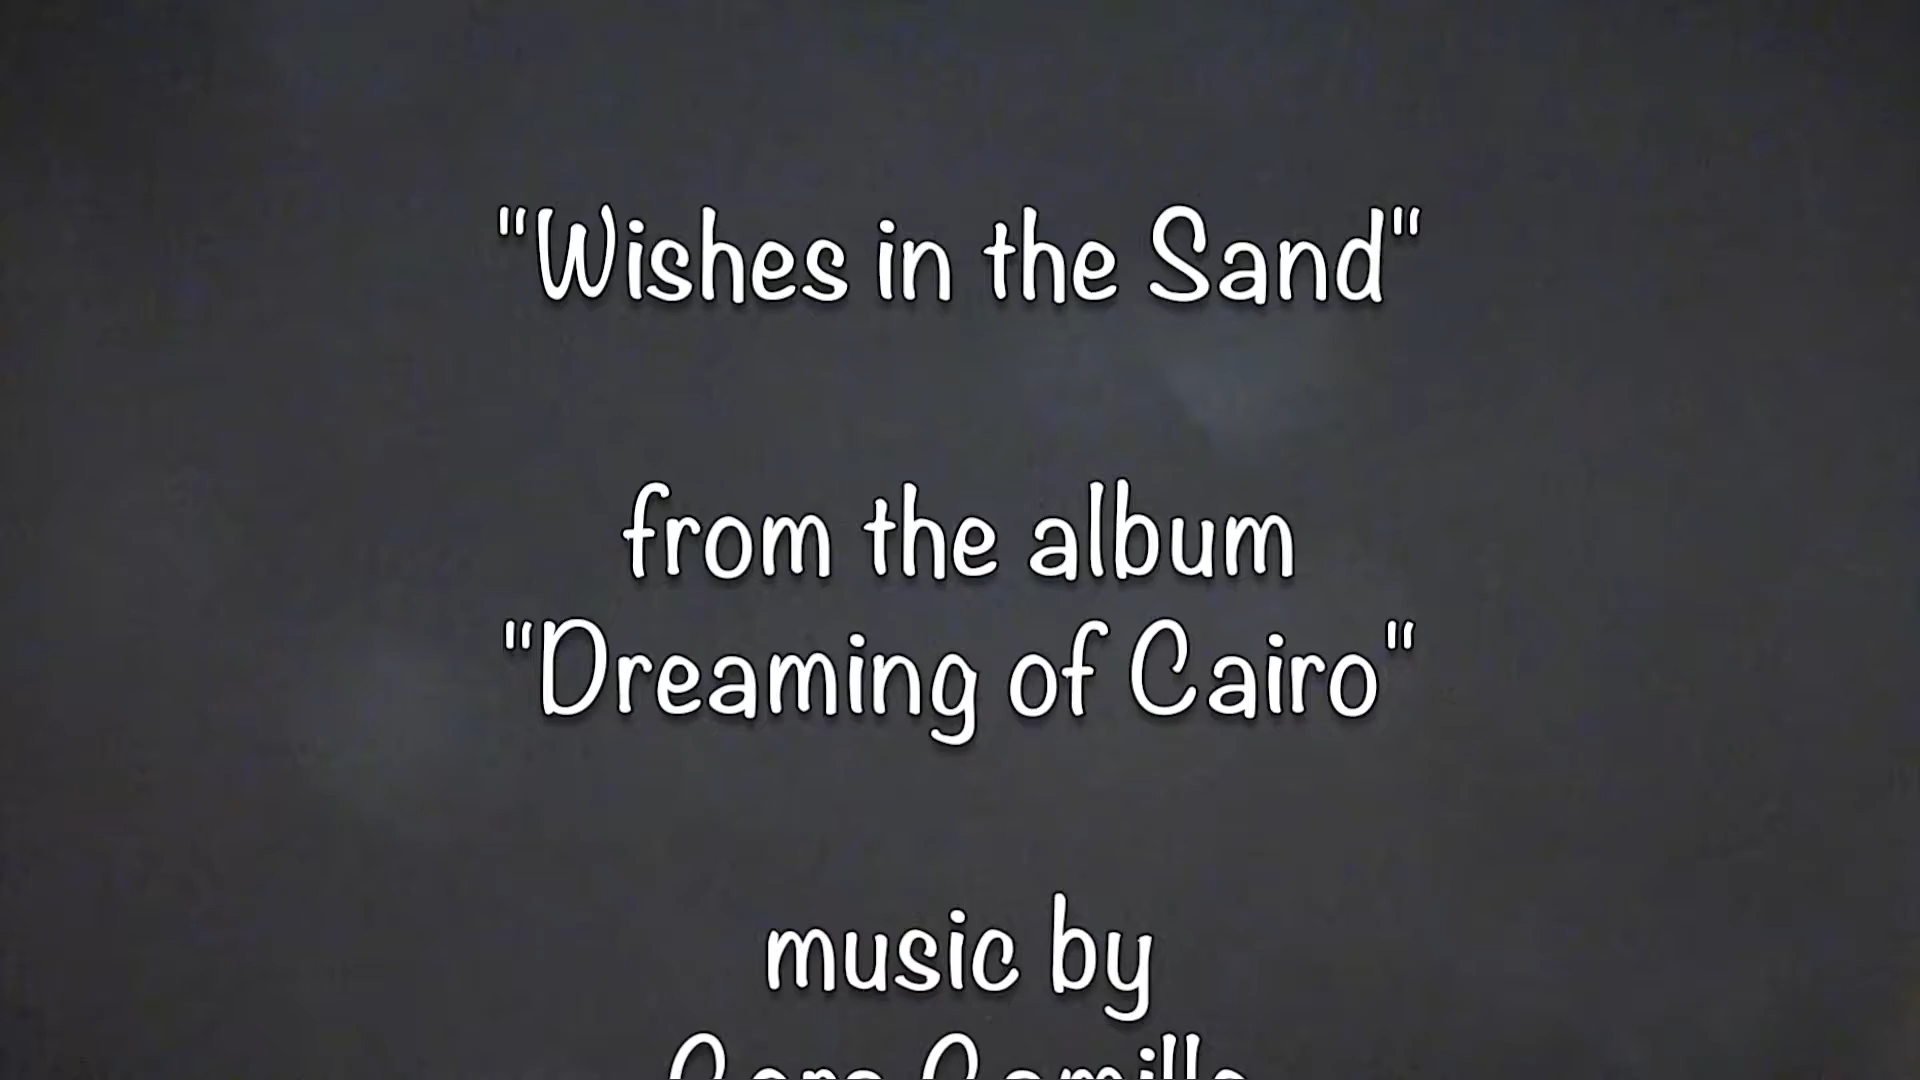 "Wishes in the Sand"
from the album
"Dreaming of Cairo"
music by